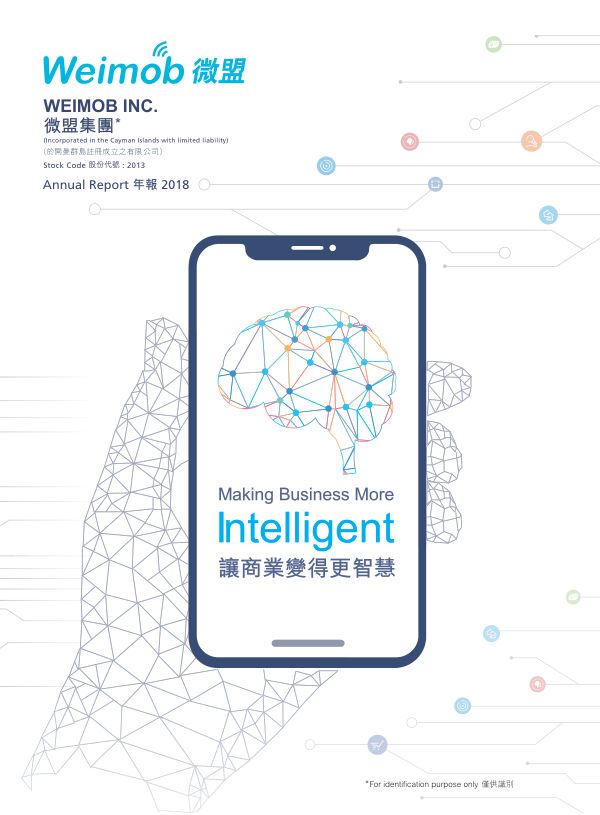 Weimob 微盟
WEIMOB INC.
微盟集團*
(Incorporated in the Cayman Islands with limited liability)
(於開曼群島註冊成立之有限公司)
Stock Code 股份代號 : 2013
Annual Report 年報 2018
Making Business More
Intelligent
讓商業變得更智慧
*For identification purpose only 僅供識別